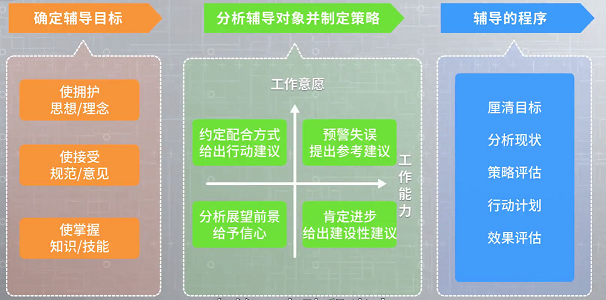 确定辅导目标
分析辅导对象并制定策略
辅导的程序
使拥护
思想/理念
使接受
规范/意见
使掌握
知识/技能
工作意愿
约定配合方式
给出行动建议
预警失误
提出参考建议
工作能力
分析展望前景
给予信心
肯定进步
给出建设性建议
厘清目标
分析现状
策略评估
行动计划
效果评估